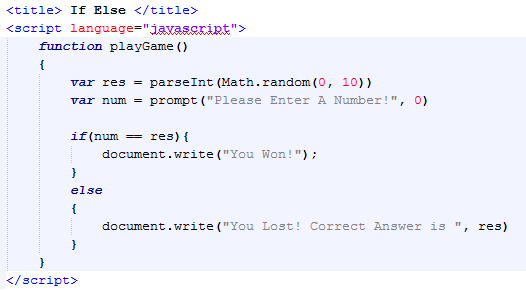 <title> If Else </title>
<script language="javascript">
    function playGame()
    {
        var res = parseInt(Math.random(0, 10))
        var num = prompt("Please Enter A Number!", 0)

        if(num == res){
            document.write("You Won!");
        }
        else
        {
            document.write("You Lost! Correct Answer is ", res)
        }
    }
</script>